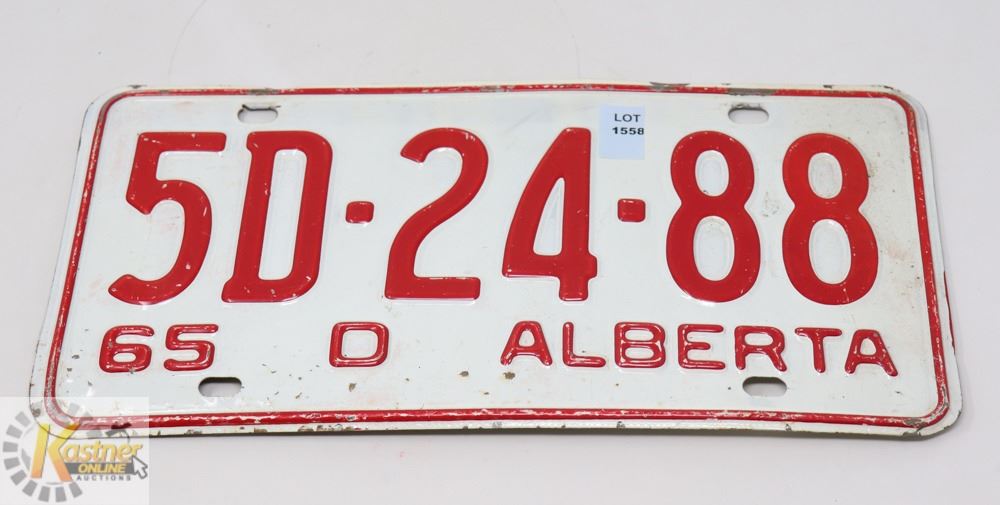 LOT
1558
5D·24·88
65 D ALBERTA
Kastner
ONLINE
AUCTIONS